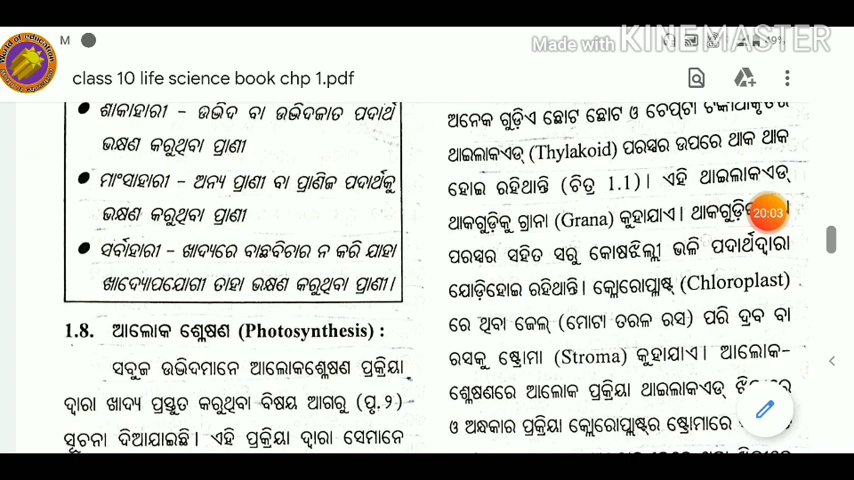 World of education
M
Made with KINEMASTER
49%
class 10 life science book chp 1.pdf
● ଶାକାହାରୀ – ଉଦ୍ଭିଦ ବା ଉଦ୍ଭିଦଜାତ ପଦାର୍ଥ
ଭକ୍ଷଣ କରୁଥିବା ପ୍ରାଣୀ
● ମାଂସାହାରୀ – ଅନ୍ୟ ପ୍ରାଣୀ ବା ପ୍ରାଣିଜ ପଦାର୍ଥକୁ
ଭକ୍ଷଣ କରୁଥିବା ପ୍ରାଣୀ
● ସର୍ବାହାରୀ – ଖାଦ୍ୟରେ ବାଛବିଚାର ନ କରି ଯାହା
ଖାଦ୍ୟୋପଯୋଗୀ ତାହା ଭକ୍ଷଣ କରୁଥିବା ପ୍ରାଣୀ।
1.8. ଆଲୋକ ଶ୍ଳେଷଣ (Photosynthesis) :
ସବୁଜ ଉଦ୍ଭିଦମାନେ ଆଲୋକଶ୍ଳେଷଣ ପ୍ରକ୍ରିୟା
ଦ୍ୱାରା ଖାଦ୍ୟ ପ୍ରସ୍ତୁତ କରୁଥିବା ବିଷୟ ଆଗରୁ (ପୃ.୨)
ସୂଚନା ଦିଆଯାଇଛି। ଏହି ପ୍ରକ୍ରିୟା ଦ୍ୱାରା ସେମାନେ
ଅନେକ ଗୁଡ଼ିଏ ଛୋଟ ଛୋଟ ଓ ଚେପ୍ଟା
ଥାଇଲାକଏଡ୍ (Thylakoid) ପରସ୍ପର ଉପରେ ଥାକ ଥାକ
ହୋଇ ରହିଥାନ୍ତି (ଚିତ୍ର 1.1)। ଏହି ଥାଇଲାକଏଡ୍
ଥାକଗୁଡ଼ିକୁ ଗ୍ରାନା (Grana) କୁହାଯାଏ।
20:03
ପରସ୍ପର ସହିତ ସରୁ କୋଷଝିଲ୍ଲୀ ଭଳି ପଦାର୍ଥଦ୍ୱାରା
ଯୋଡ଼ିହୋଇ ରହିଥାନ୍ତି। କ୍ଲୋରୋପ୍ଲାଷ୍ଟ୍ (Chloroplast)
ରେ ଥିବା ଜେଲ୍ (ମୋଟା ତରଳ ରସ) ପରି ଦ୍ରବ ବା
ରସକୁ ଷ୍ଟ୍ରୋମା (Stroma) କୁହାଯାଏ। ଆଲୋକ-
ଶ୍ଳେଷଣରେ ଆଲୋକ ପ୍ରକ୍ରିୟା ଥାଇଲାକଏଡ୍
ଓ ଅନ୍ଧକାର ପ୍ରକ୍ରିୟା କ୍ଲୋରୋପ୍ଲାଷ୍ଟ୍‌ର ଷ୍ଟ୍ରୋମାରେ